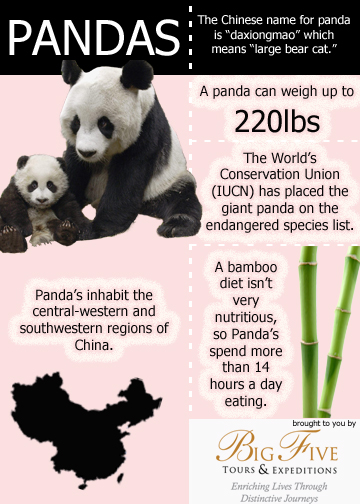 PANDAS
The Chinese name for panda
is “daxiongmao” which
means “large bear cat.”
A panda can weigh up to
220lbs
The World’s
Conservation Union
(IUCN) has placed the
giant panda on the
endangered species list.
Panda’s inhabit the
central-western and
southwestern regions of
China.
A bamboo
diet isn’t
very
nutritious,
so Panda’s
spend more
than 14
hours a day
eating.
brought to you by
BIG FIVE
TOURS & EXPEDITIONS
Enriching Lives Through
Distinctive Journeys